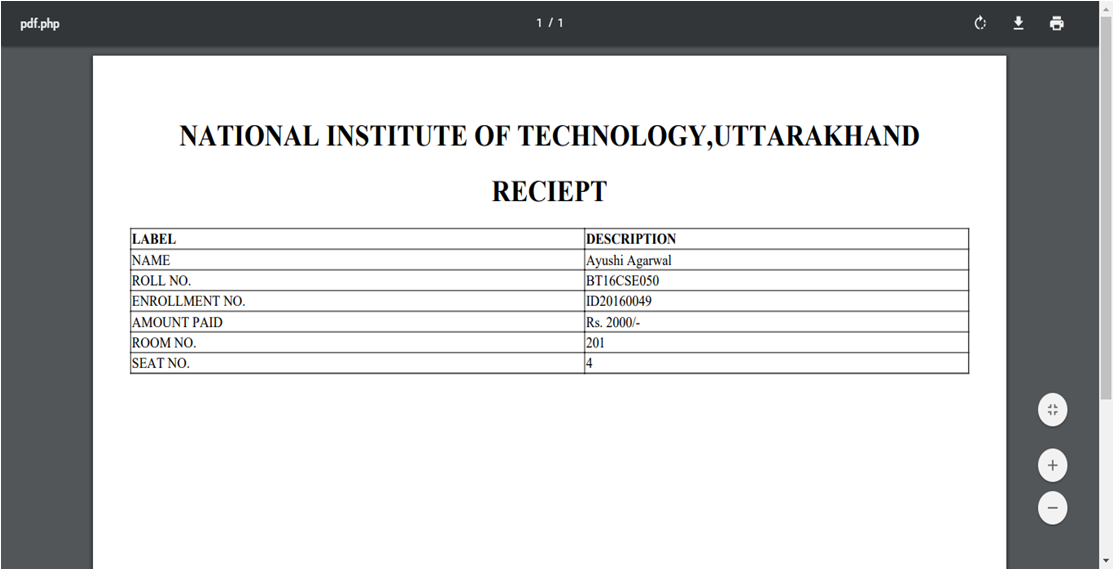 pdf.php
1 / 1
NATIONAL INSTITUTE OF TECHNOLOGY,UTTARAKHAND
RECIEPT
LABEL DESCRIPTION
NAME Ayushi Agarwal
ROLL NO. BT16CSE050
ENROLLMENT NO. ID20160049
AMOUNT PAID Rs. 2000/-
ROOM NO. 201
SEAT NO. 4